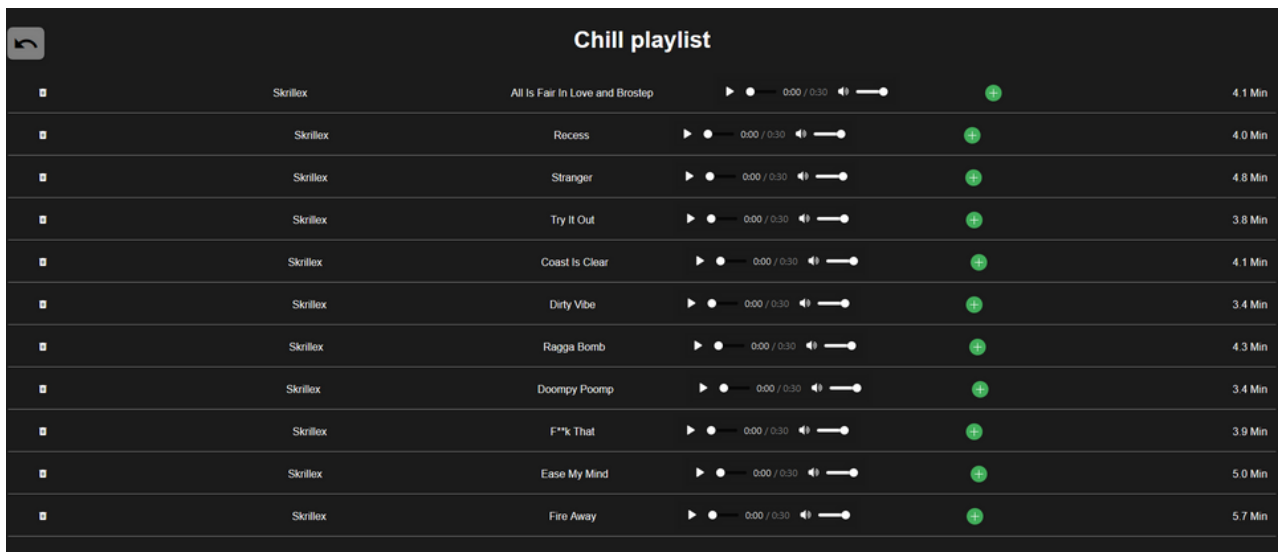 Chill playlist
Skrillex All Is Fair In Love and Brostep 0:00 / 0:30 4.1 Min
Skrillex Recess 0:00 / 0:30 4.0 Min
Skrillex Stranger 0:00 / 0:30 4.8 Min
Skrillex Try It Out 0:00 / 0:30 3.8 Min
Skrillex Coast Is Clear 0:00 / 0:30 4.1 Min
Skrillex Dirty Vibe 0:00 / 0:30 3.4 Min
Skrillex Ragga Bomb 0:00 / 0:30 4.3 Min
Skrillex Doompy Poomp 0:00 / 0:30 3.4 Min
Skrillex F**k That 0:00 / 0:30 3.9 Min
Skrillex Ease My Mind 0:00 / 0:30 5.0 Min
Skrillex Fire Away 0:00 / 0:30 5.7 Min